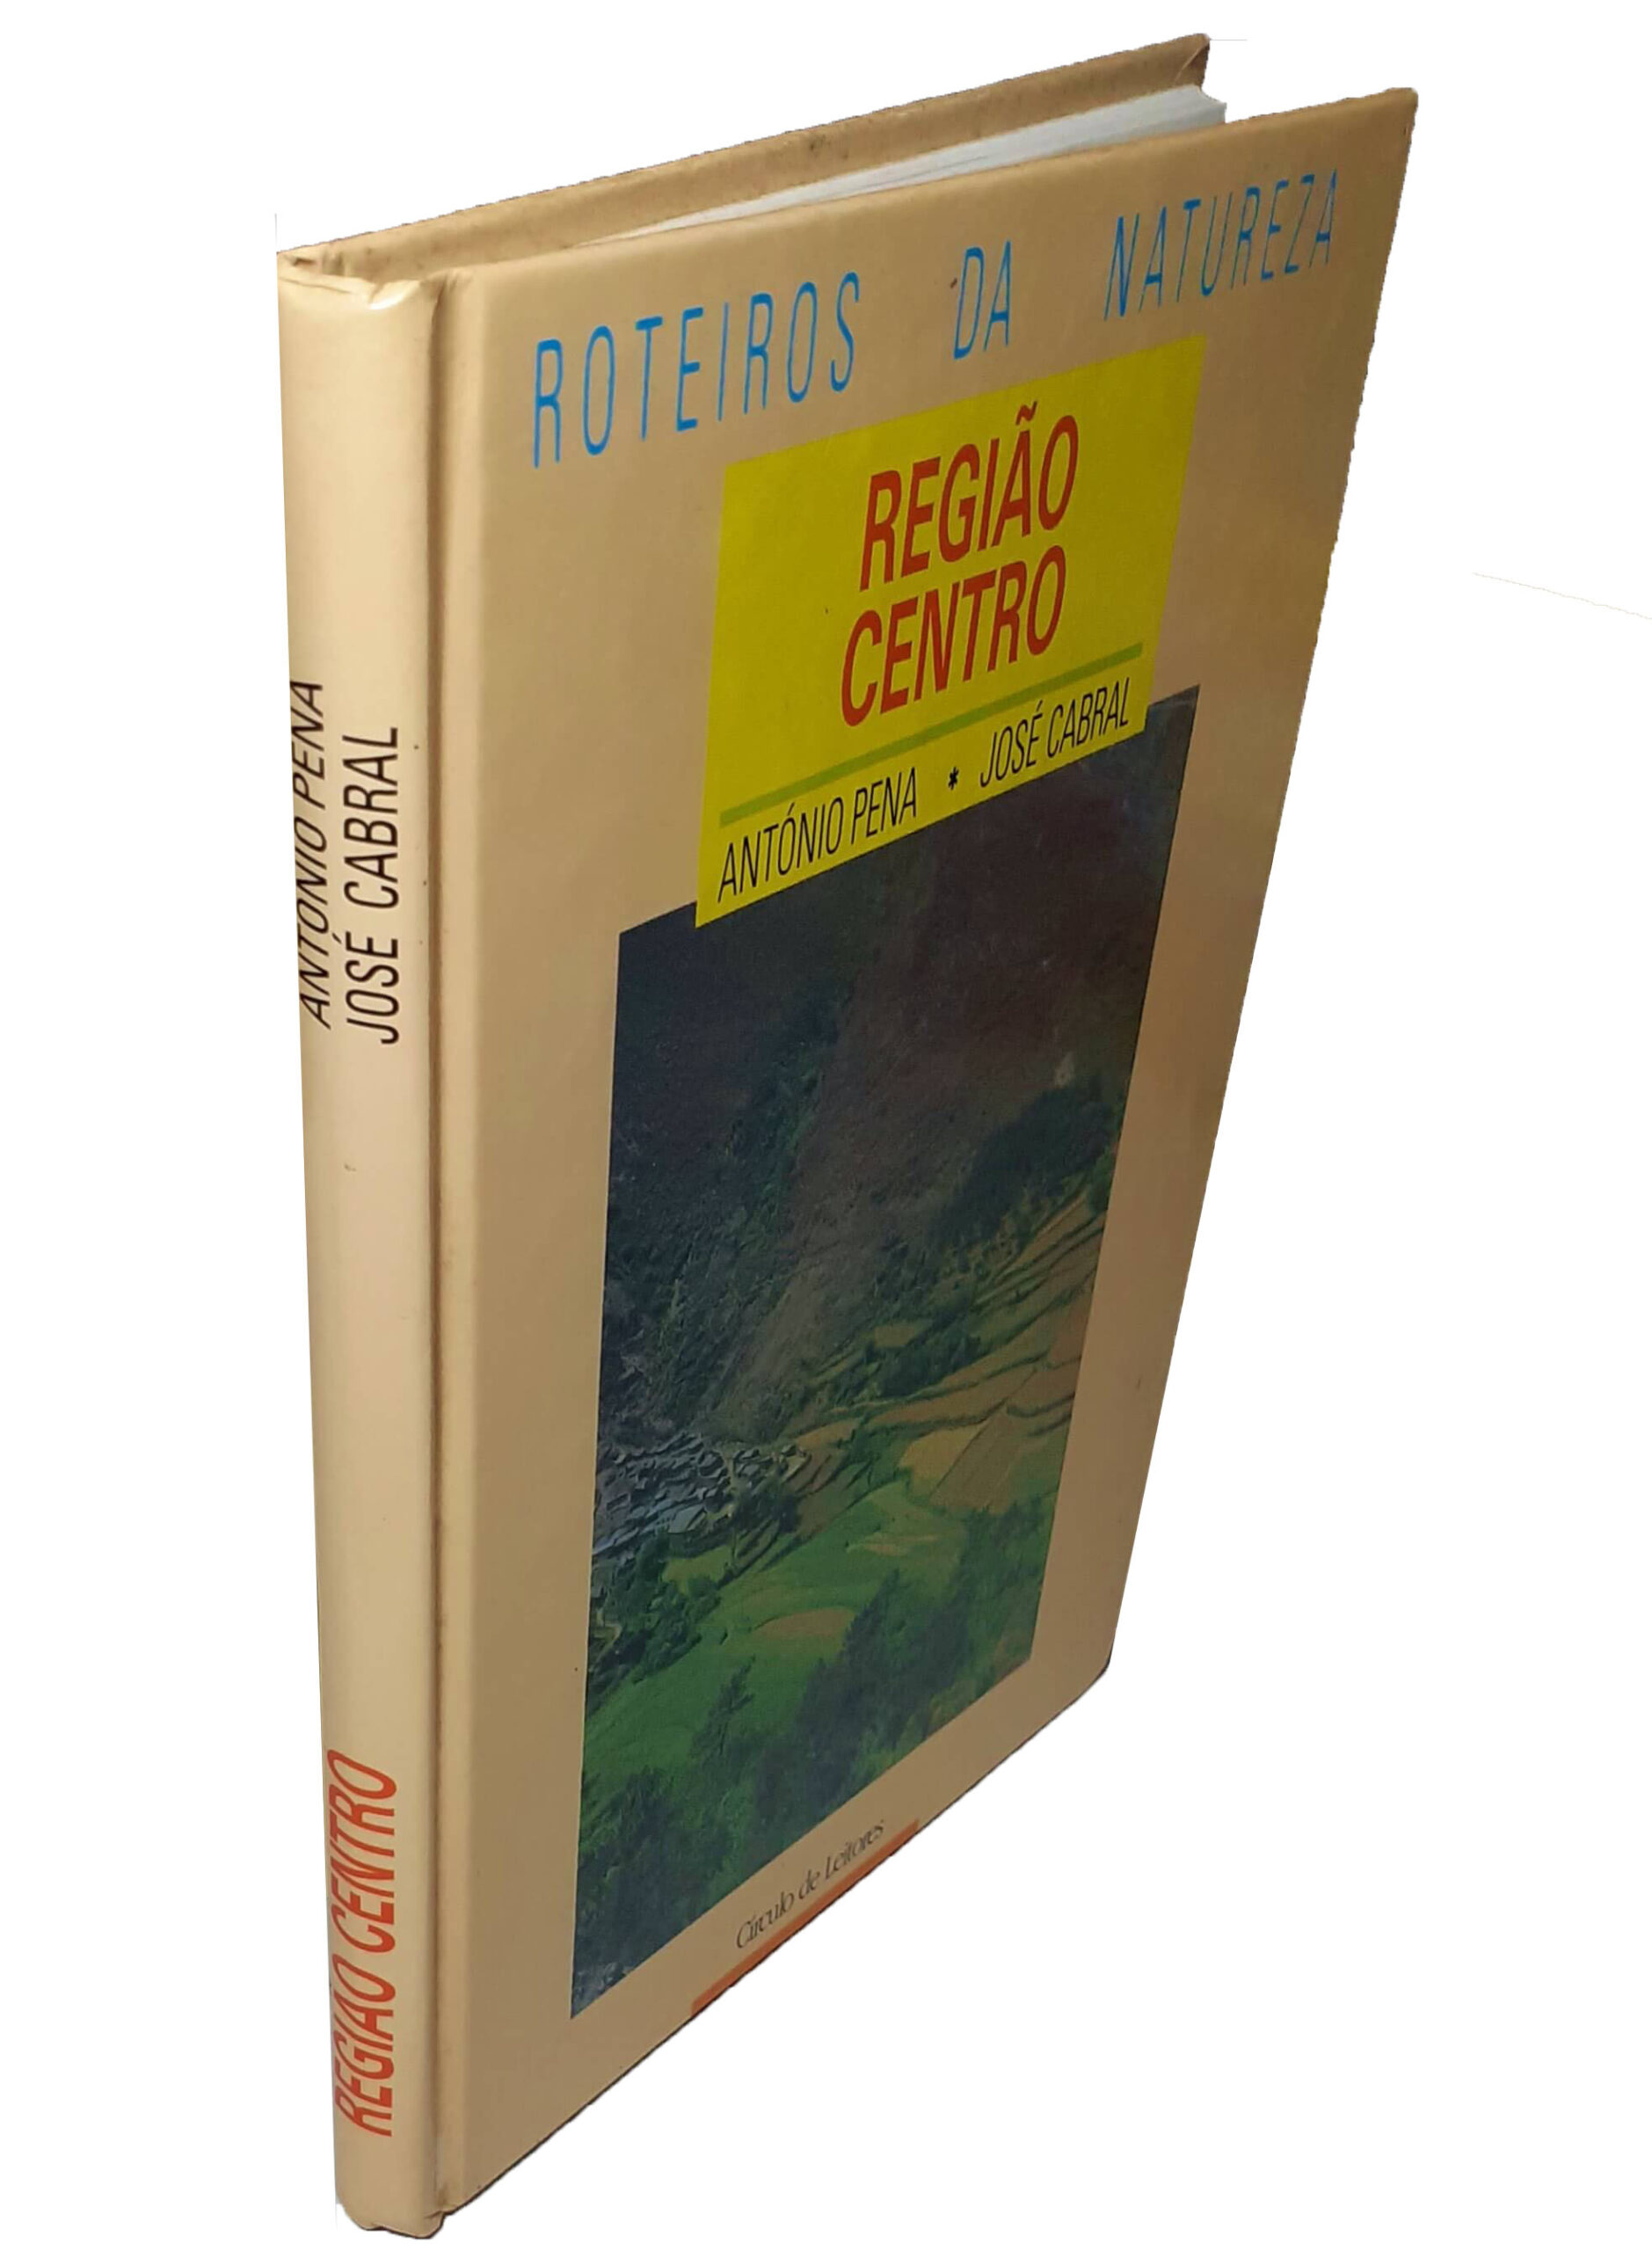 ROTEIROS DA NATUREZA
REGIÃO
CENTRO
ANTÓNIO PENA * JOSÉ CABRAL
Círculo de Leitores
ANTÓNIO PENA
JOSÉ CABRAL
REGIÃO CENTRO